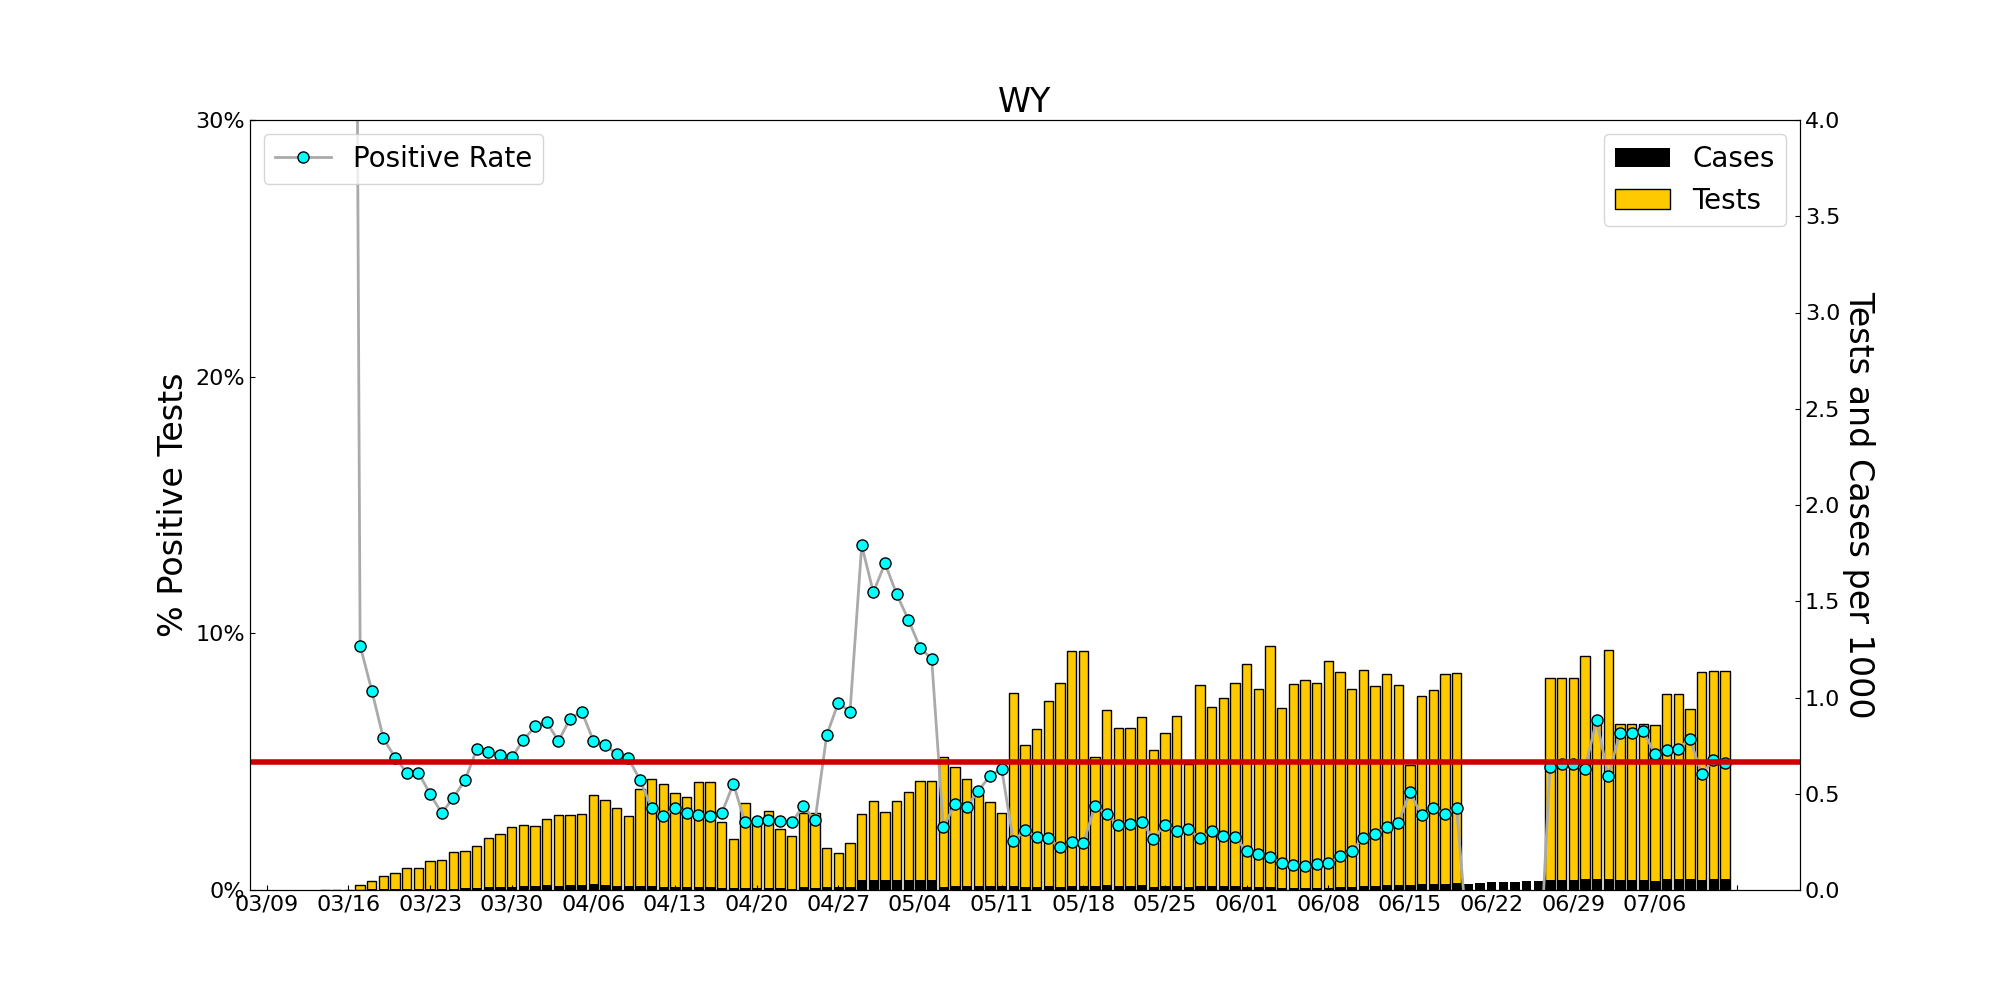 WY
30%
20%
10%
0%
% Positive Tests
Positive Rate
Cases
Tests
4.0
3.5
3.0
2.5
2.0
1.5
1.0
0.5
0.0
Tests and Cases per 1000
03/09 03/16 03/23 03/30 04/06 04/13 04/20 04/27 05/04 05/11 05/18 05/25 06/01 06/08 06/15 06/22 06/29 07/06